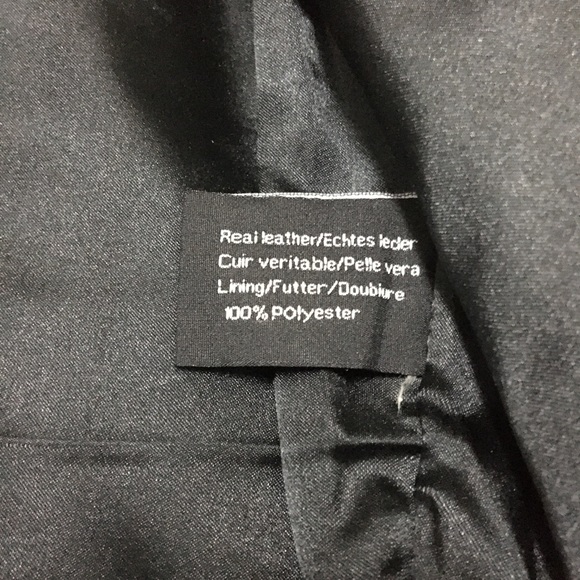 Real leather/Echtes leder
Cuir veritable/Pelle vera
Lining/Futter/Doublure
100% Polyester